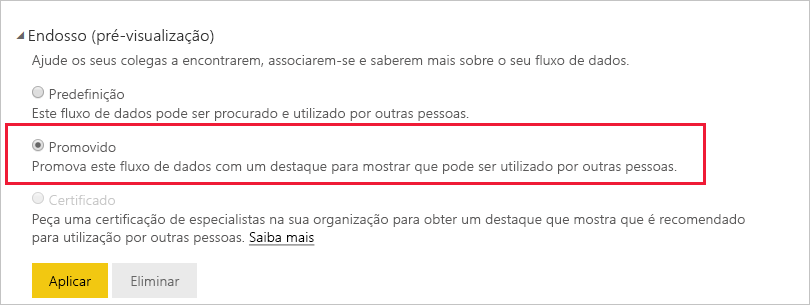 Endosso (pré-visualização)
Ajude os seus colegas a encontrarem, associarem-se e saberem mais sobre o seu fluxo de dados.
Predefinição
Este fluxo de dados pode ser procurado e utilizado por outras pessoas.
Promovido
Promova este fluxo de dados com um destaque para mostrar que pode ser utilizado por outras pessoas.
Certificado
Peça uma certificação de especialistas na sua organização para obter um destaque que mostra que é recomendado
para utilização por outras pessoas. Saiba mais
Aplicar Eliminar